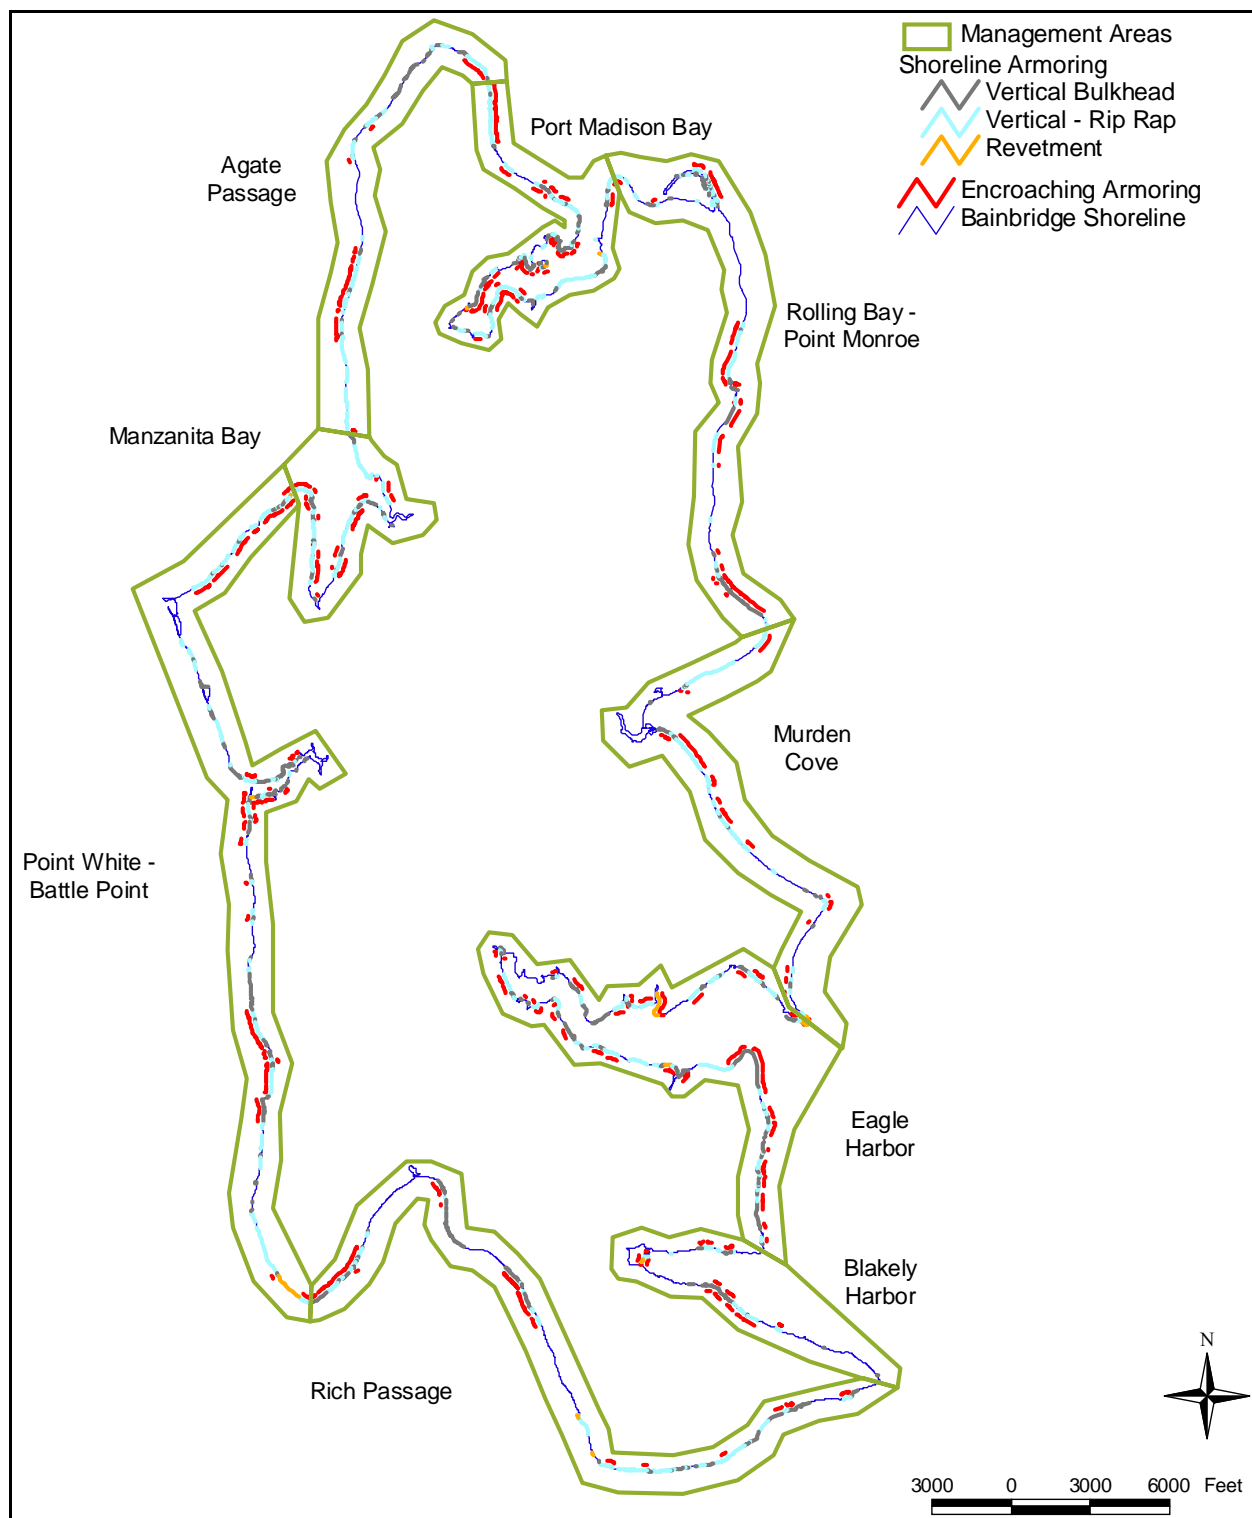 Management Areas
Shoreline Armoring
Vertical Bulkhead
Vertical - Rip Rap
Revetment
Encroaching Armoring
Bainbridge Shoreline
Port Madison Bay
Agate
Passage
Rolling Bay -
Point Monroe
Manzanita Bay
Murden
Cove
Point White -
Battle Point
Eagle
Harbor
Blakely
Harbor
Rich Passage
N
3000 0 3000 6000 Feet